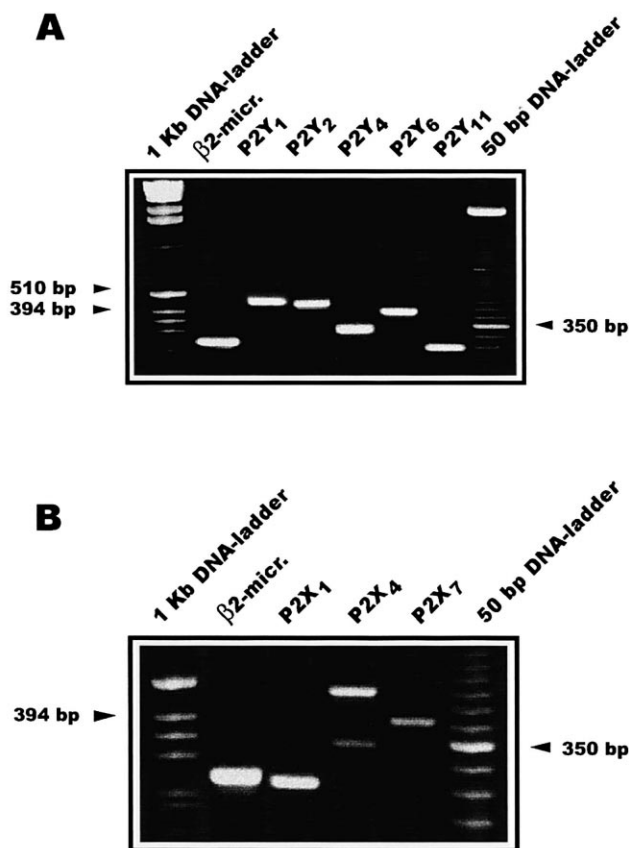 A
1 Kb DNA-ladder
β2-micr.
P2Y1
P2Y2
P2Y4
P2Y6
P2Y11
50 bp DNA-ladder
510 bp
394 bp
350 bp
B
1 Kb DNA-ladder
β2-micr.
P2X1
P2X4
P2X7
50 bp DNA-ladder
394 bp
350 bp